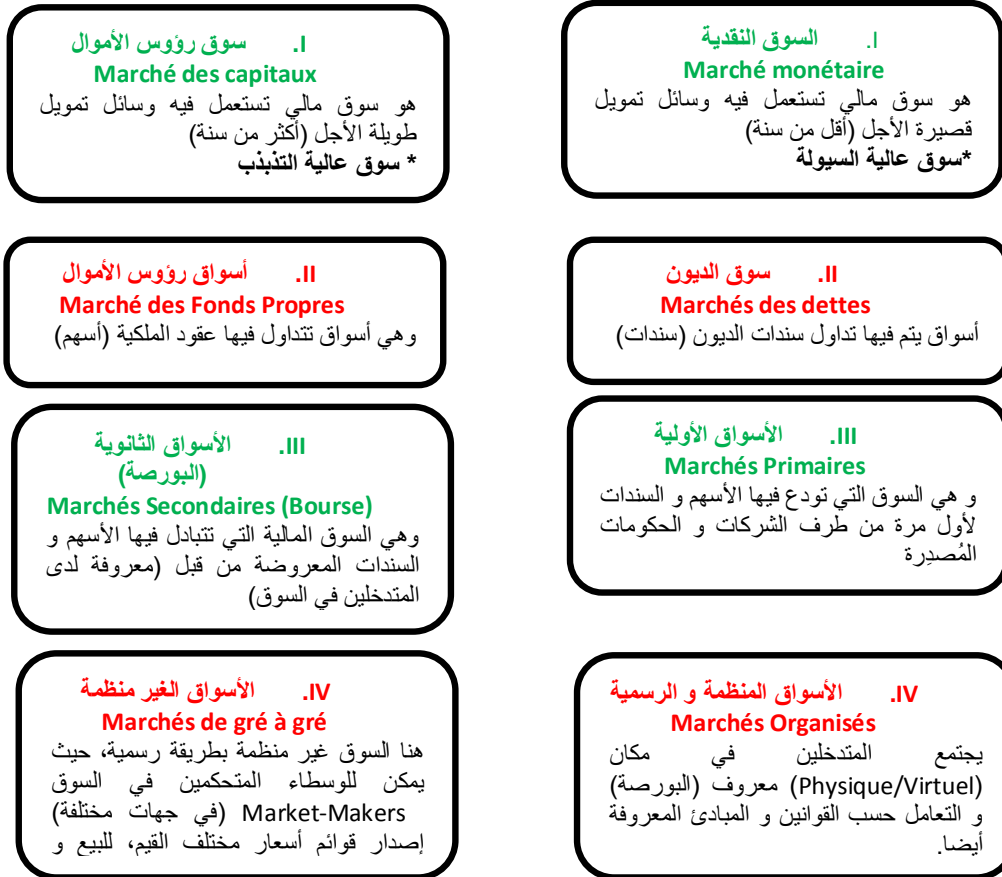 I. السوق النقدية
Marché monétaire
هو سوق مالي تستعمل فيه وسائل تمويل
قصيرة الأجل (أقل من سنة)
*سوق عالية السيولة
I. سوق رؤوس الأموال
Marché des capitaux
هو سوق مالي تستعمل فيه وسائل تمويل
طويلة الأجل (أكثر من سنة)
* سوق عالية التذبذب
II. سوق الديون
Marchés des dettes
أسواق يتم فيها تداول سندات الديون (سندات)
II. أسواق رؤوس الأموال
Marché des Fonds Propres
وهي أسواق تتداول فيها عقود الملكية (أسهم)
III. الأسواق الأولية
Marchés Primaires
و هي السوق التي تودع فيها الأسهم و السندات
لأول مرة من طرف الشركات و الحكومات
المُصدِرة
III. الأسواق الثانوية
(البورصة)
Marchés Secondaires (Bourse)
وهي السوق المالية التي تتبادل فيها الأسهم و
السندات المعروضة من قبل (معروفة لدى
المتدخلين في السوق)
IV. الأسواق المنظمة و الرسمية
Marchés Organisés
يجتمع المتدخلين في مكان
(Physique/Virtuel) معروف (البورصة)
و التعامل حسب القوانين و المبادئ المعروفة
أيضا.
IV. الأسواق الغير منظمة
Marchés de gré à gré
هنا السوق غير منظمة بطريقة رسمية، حيث
يمكن للوسطاء المتحكمين في السوق
Market-Makers (في جهات مختلفة)
إصدار قوائم أسعار مختلف القيم، للبيع و